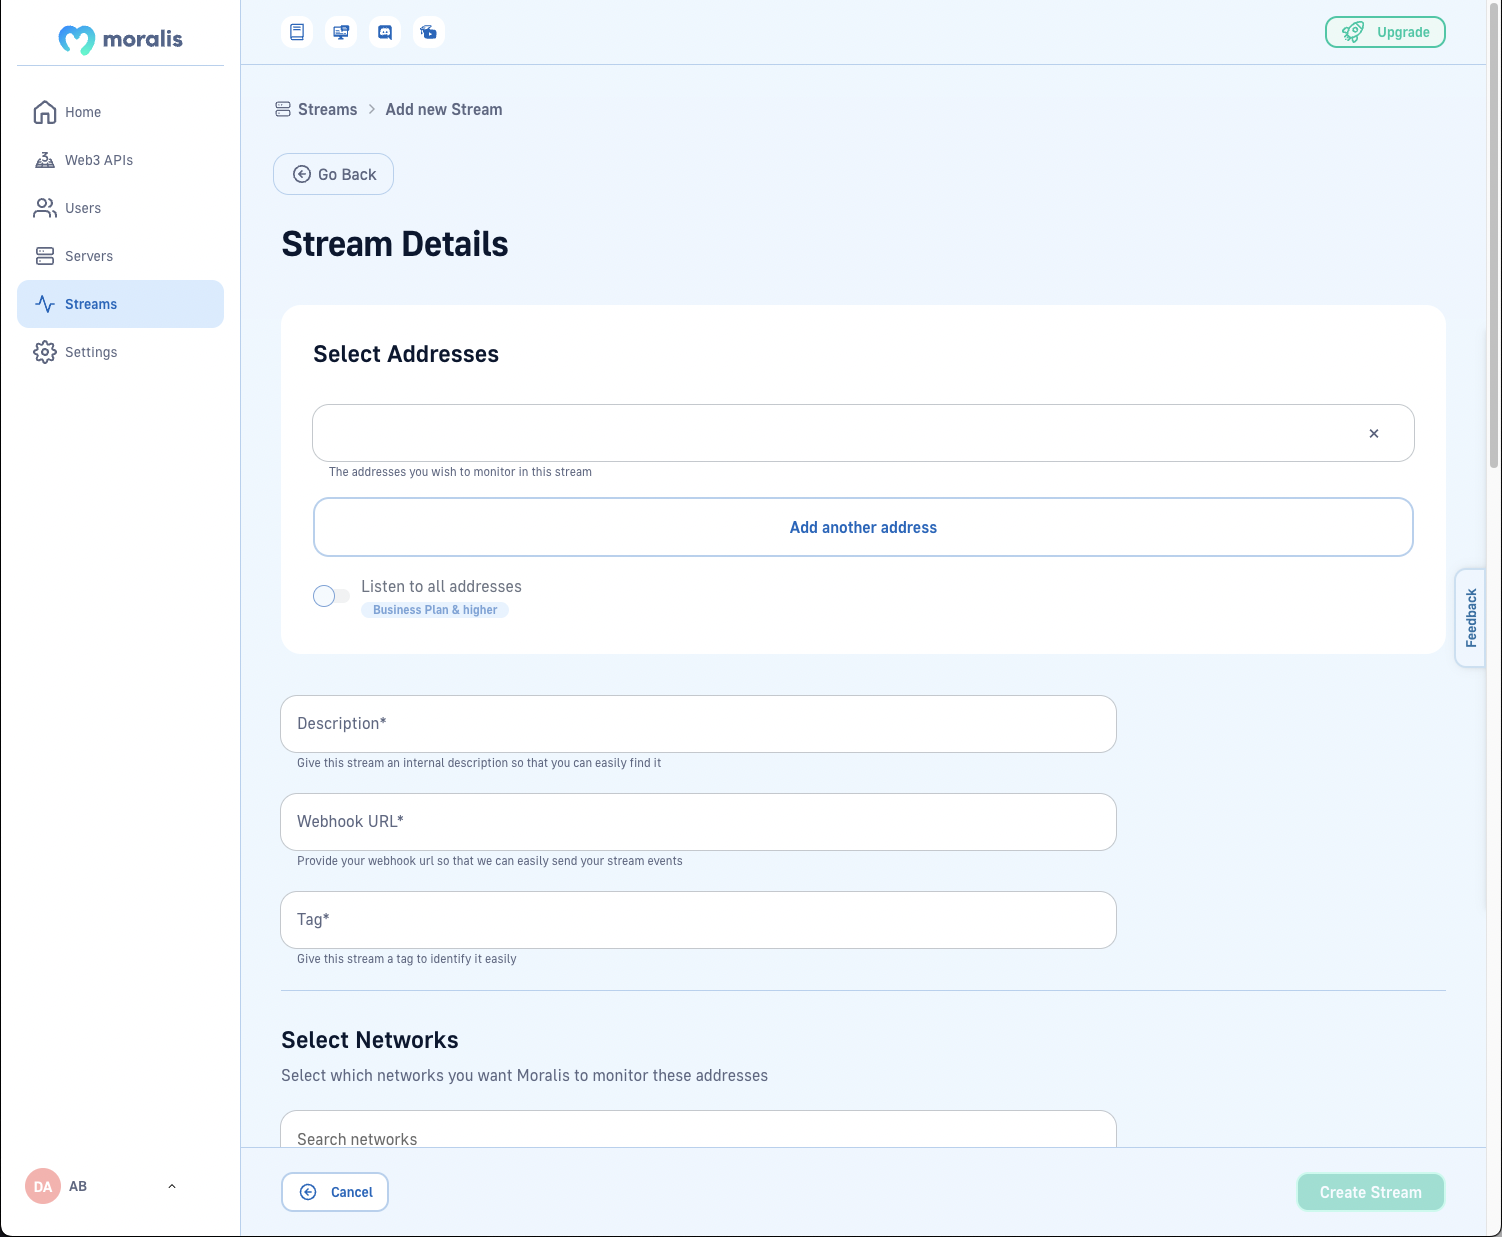 moralis
Upgrade
Home
Web3 APIs
Users
Servers
Streams
Settings
Streams > Add new Stream
Go Back
Stream Details
Select Addresses
×
The addresses you wish to monitor in this stream
Add another address
Listen to all addresses
Business Plan & higher
Feedback
Description*
Give this stream an internal description so that you can easily find it
Webhook URL*
Provide your webhook url so that we can easily send your stream events
Tag*
Give this stream a tag to identify it easily
Select Networks
Select which networks you want Moralis to monitor these addresses
Search networks
DA AB
Cancel
Create Stream